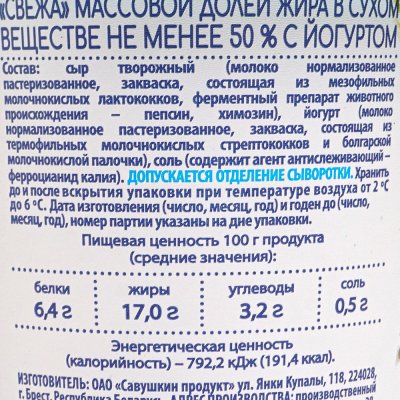 «СВЕЖА» МАССОВОЙ ДОЛЕЙ ЖИРА В СУХОМ
ВЕЩЕСТВЕ НЕ МЕНЕЕ 50 % С ЙОГУРТОМ
Состав: сыр творожный (молоко нормализованное
пастеризованное, закваска, состоящая из мезофильных
молочнокислых лактококков, ферментный препарат животного
происхождения – пепсин, химозин), йогурт (молоко
нормализованное пастеризованное, закваска, состоящая из
термофильных молочнокислых стрептококков и болгарской
молочнокислой палочки), соль (содержит агент антислеживающий –
ферроцианид калия). ДОПУСКАЕТСЯ ОТДЕЛЕНИЕ СЫВОРОТКИ. Хранить
до и после вскрытия упаковки при температуре воздуха от 2 °С
до 6 °С. Дата изготовления (число, месяц, год) и годен до (число,
месяц, год), номер партии указаны на дне упаковки.
Пищевая ценность 100 г продукта
(средние значения):
белки жиры углеводы соль
6,4 г 17,0 г 3,2 г 0,5 г
Энергетическая ценность
(калорийность) – 792,2 кДж (191,4 ккал).
ИЗГОТОВИТЕЛЬ: ОАО «Савушкин продукт» ул. Янки Купалы, 118, 224028,
г. Брест, Республика Беларусь. АДРЕС ПРОИЗВОДСТВА: